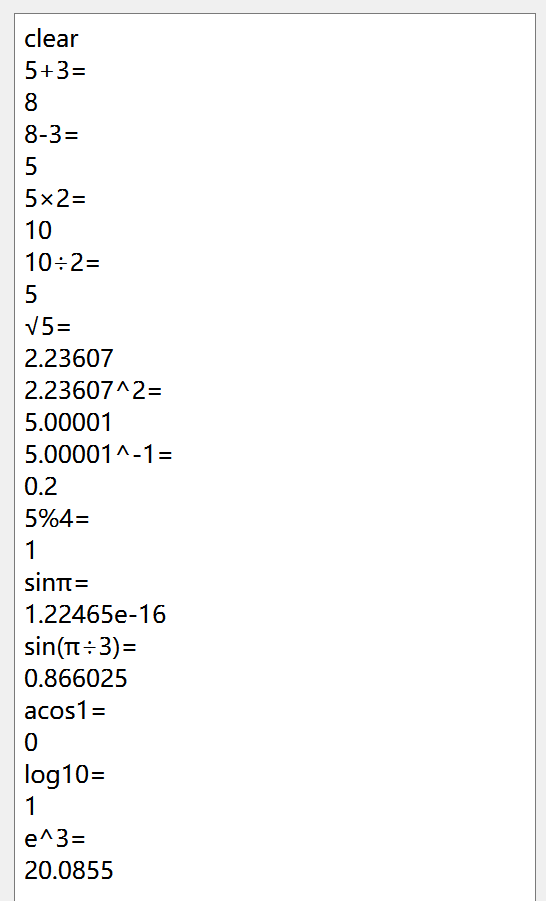 clear
5+3=
8
8-3=
5
5×2=
10
10÷2=
5
√5=
2.23607
2.23607^2=
5.00001
5.00001^-1=
0.2
5%4=
1
sinπ=
1.22465e-16
sin(π÷3)=
0.866025
acos1=
0
log10=
1
e^3=
20.0855